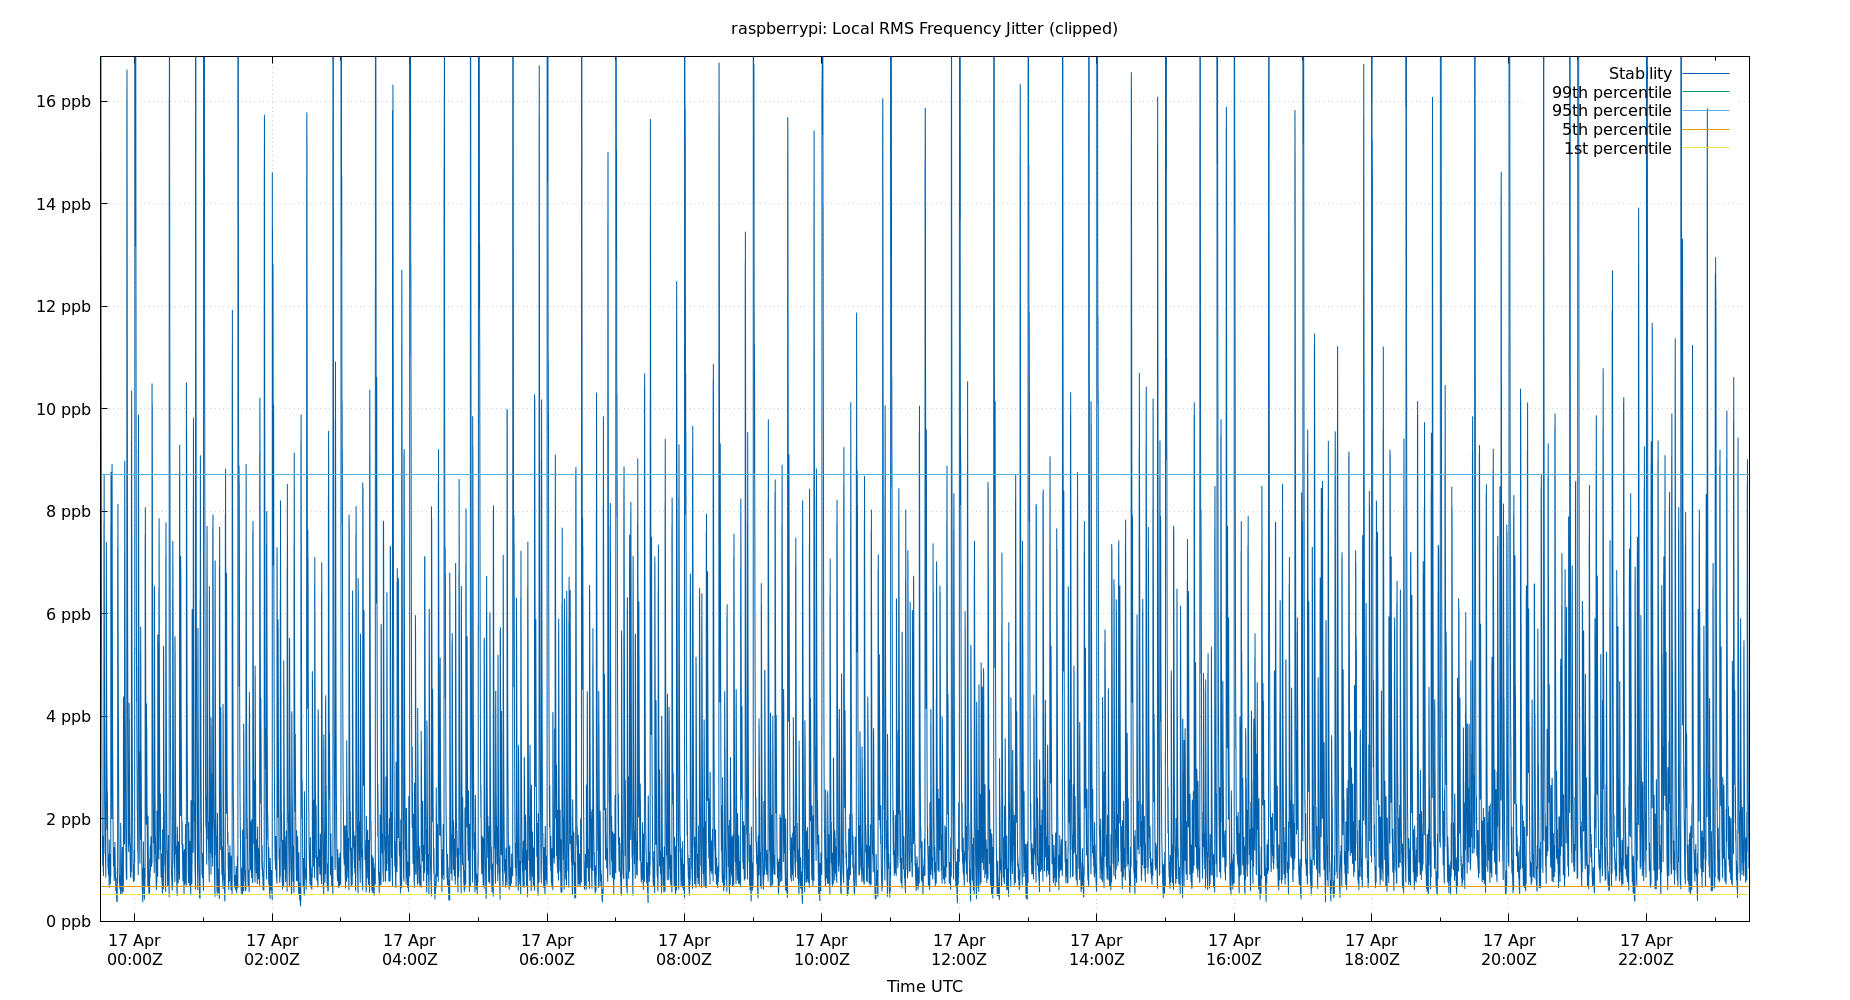 raspberrypi: Local RMS Frequency Jitter (clipped)
Stability
99th percentile
95th percentile
5th percentile
1st percentile
16 ppb
14 ppb
12 ppb
10 ppb
8 ppb
6 ppb
4 ppb
2 ppb
0 ppb
17 Apr 17 Apr 17 Apr 17 Apr 17 Apr 17 Apr 17 Apr 17 Apr 17 Apr 17 Apr 17 Apr 17 Apr
00:00Z 02:00Z 04:00Z 06:00Z 08:00Z 10:00Z 12:00Z 14:00Z 16:00Z 18:00Z 20:00Z 22:00Z
Time UTC